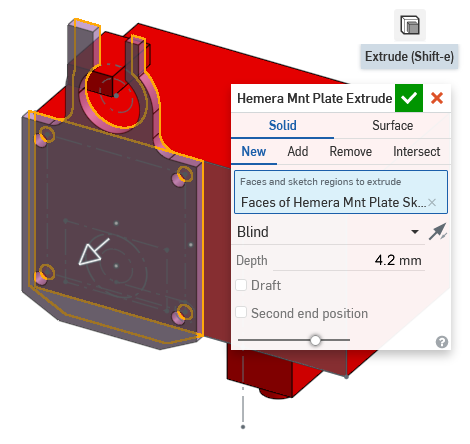 Extrude (Shift-e)
Hemera Mnt Plate Extrude
Solid Surface
New Add Remove Intersect
Faces and sketch regions to extrude
Faces of Hemera Mnt Plate Sk...
Blind
Depth 4.2 mm
Draft
Second end position